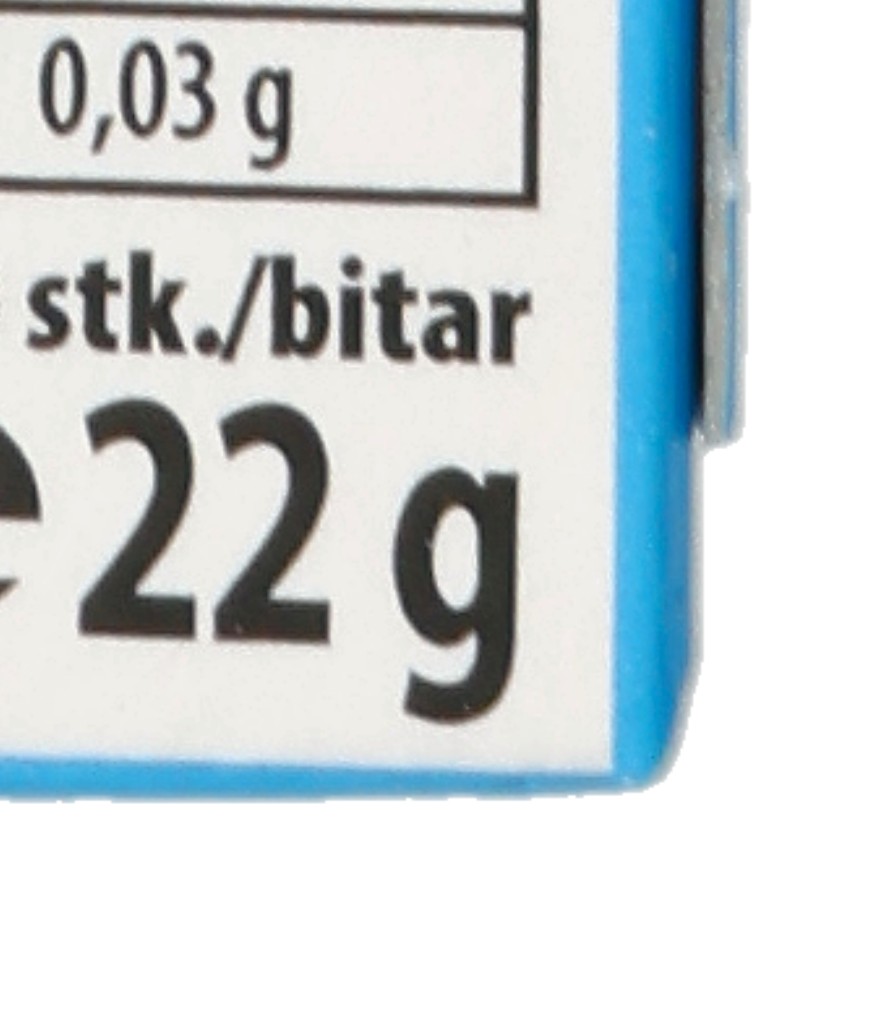 0,03 g
stk./bitar
℮ 22 g